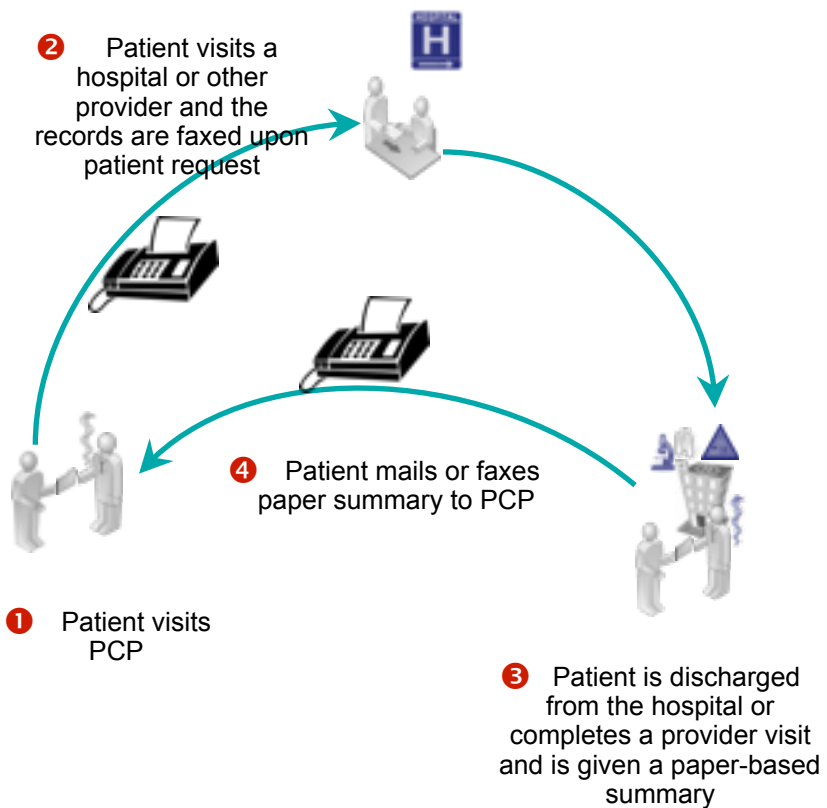 HOSPITAL
H
❷ Patient visits a
hospital or other
provider and the
records are faxed upon
patient request
❹ Patient mails or faxes
paper summary to PCP
❶ Patient visits
PCP
❸ Patient is discharged
from the hospital or
completes a provider visit
and is given a paper-based
summary